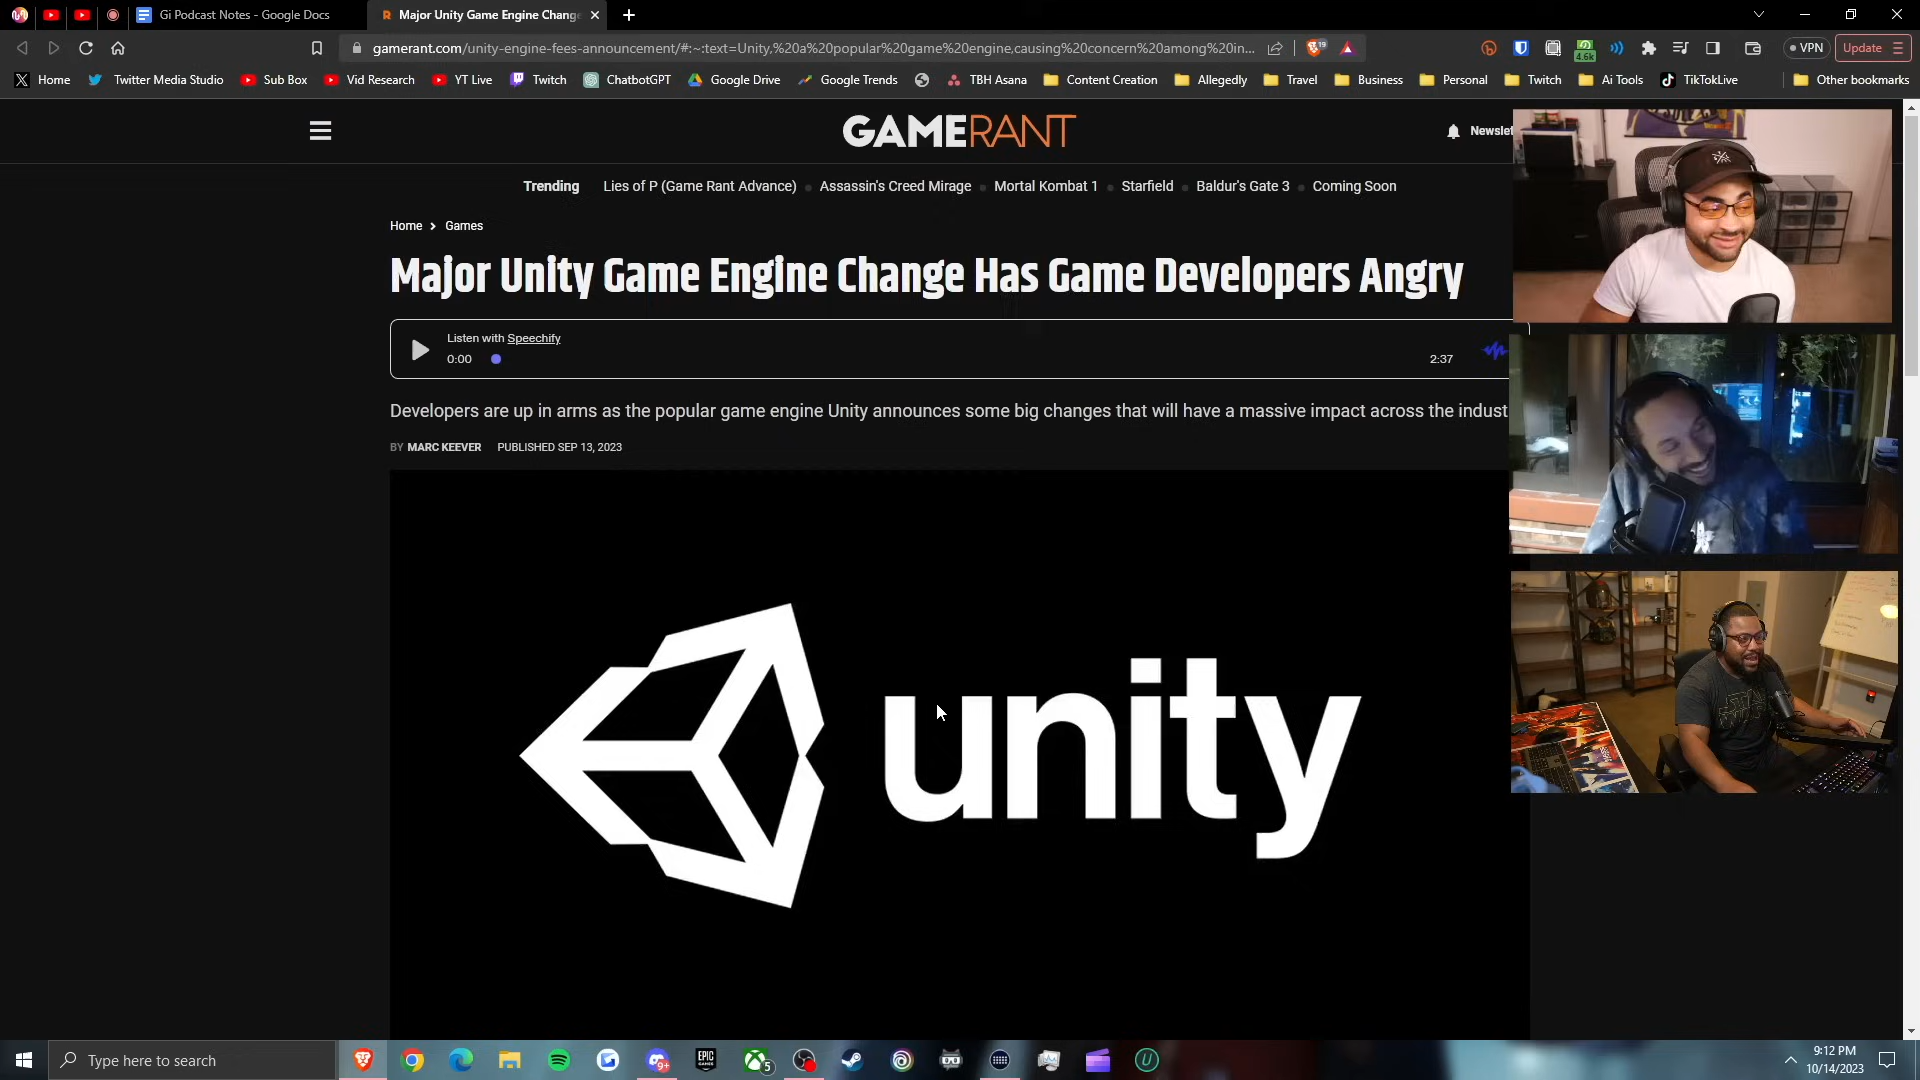 Gi Podcast Notes - Google Docs
Major Unity Game Engine Chang
gamerant.com/unity-engine-fees-announcement/#:~:text=Unity,%20a%20popular%20game%20engine,causing%20concern%20among%20in...
19
4.6k
VPN
Update
Home
Twitter Media Studio
Sub Box
Vid Research
YT Live
Twitch
ChatbotGPT
Google Drive
Google Trends
TBH Asana
Content Creation
Allegedly
Travel
Business
Personal
Twitch
Ai Tools
TikTokLive
Other bookmarks
GAMERANT
Newslet
Trending Lies of P (Game Rant Advance) Assassin's Creed Mirage Mortal Kombat 1 Starfield Baldur's Gate 3 Coming Soon
Home > Games
Major Unity Game Engine Change Has Game Developers Angry
Listen with Speechify
0:00
2:37
Developers are up in arms as the popular game engine Unity announces some big changes that will have a massive impact across the indust
BY MARC KEEVER PUBLISHED SEP 13, 2023
unity
Type here to search
9+
EPIC GAMES
5
9:12 PM
10/14/2023